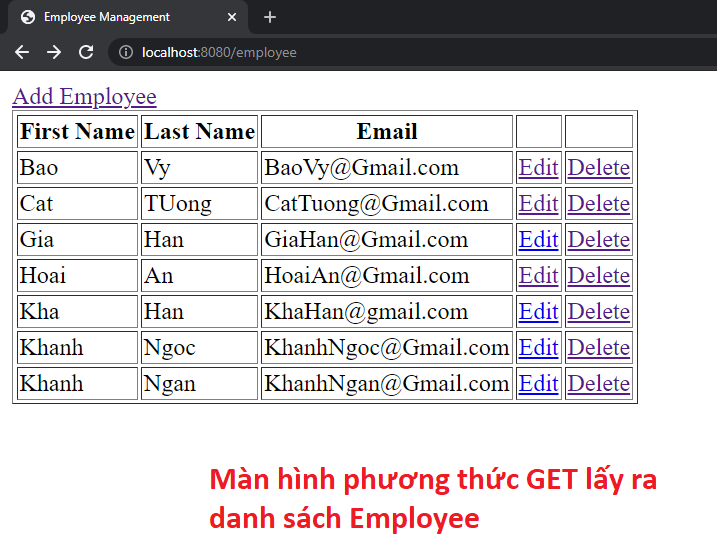 Employee Management
localhost:8080/employee
Add Employee
First Name Last Name Email
Bao Vy BaoVy@Gmail.com Edit Delete
Cat TUong CatTuong@Gmail.com Edit Delete
Gia Han GiaHan@Gmail.com Edit Delete
Hoai An HoaiAn@Gmail.com Edit Delete
Kha Han KhaHan@gmail.com Edit Delete
Khanh Ngoc KhanhNgoc@Gmail.com Edit Delete
Khanh Ngan KhanhNgan@Gmail.com Edit Delete
Màn hình phương thức GET lấy ra
danh sách Employee